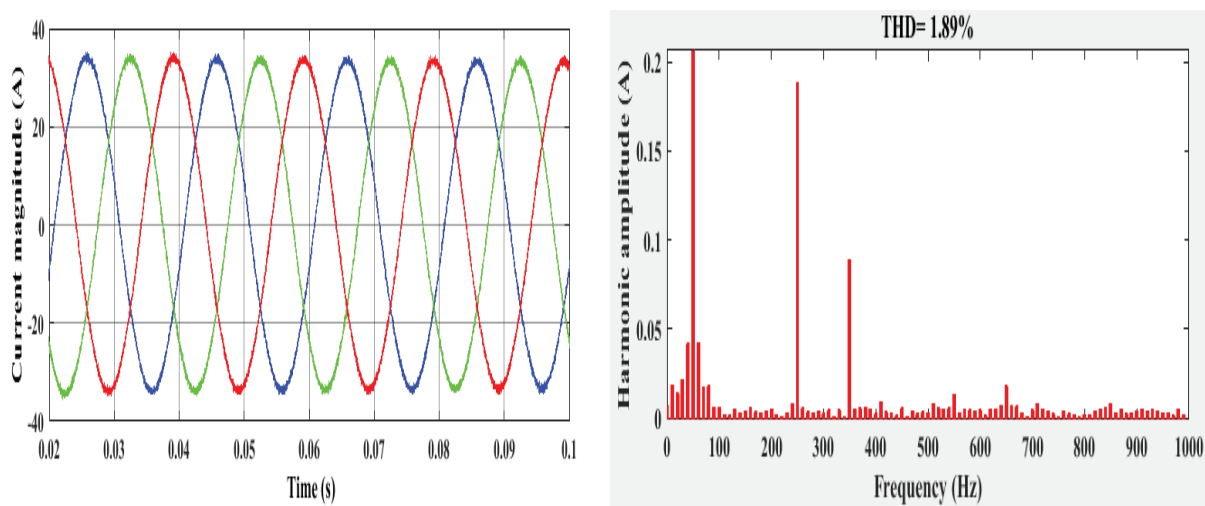 Current magnitude (A)
40
20
0
-20
-40
0.02 0.03 0.04 0.05 0.06 0.07 0.08 0.09 0.1
Time (s)
THD= 1.89%
Harmonic amplitude (A)
0.2
0.15
0.1
0.05
0
0 100 200 300 400 500 600 700 800 900 1000
Frequency (Hz)